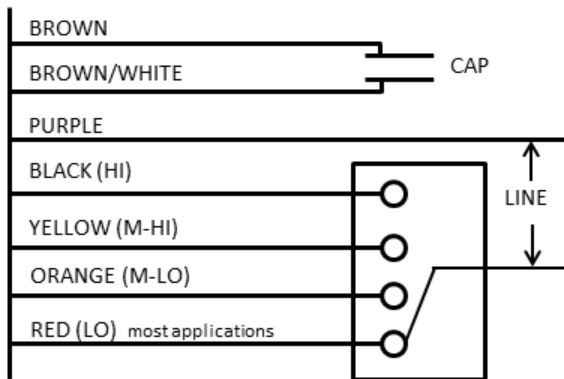 BROWN
BROWN/WHITE
CAP
PURPLE
BLACK (HI)
LINE
YELLOW (M-HI)
ORANGE (M-LO)
RED (LO) most applications